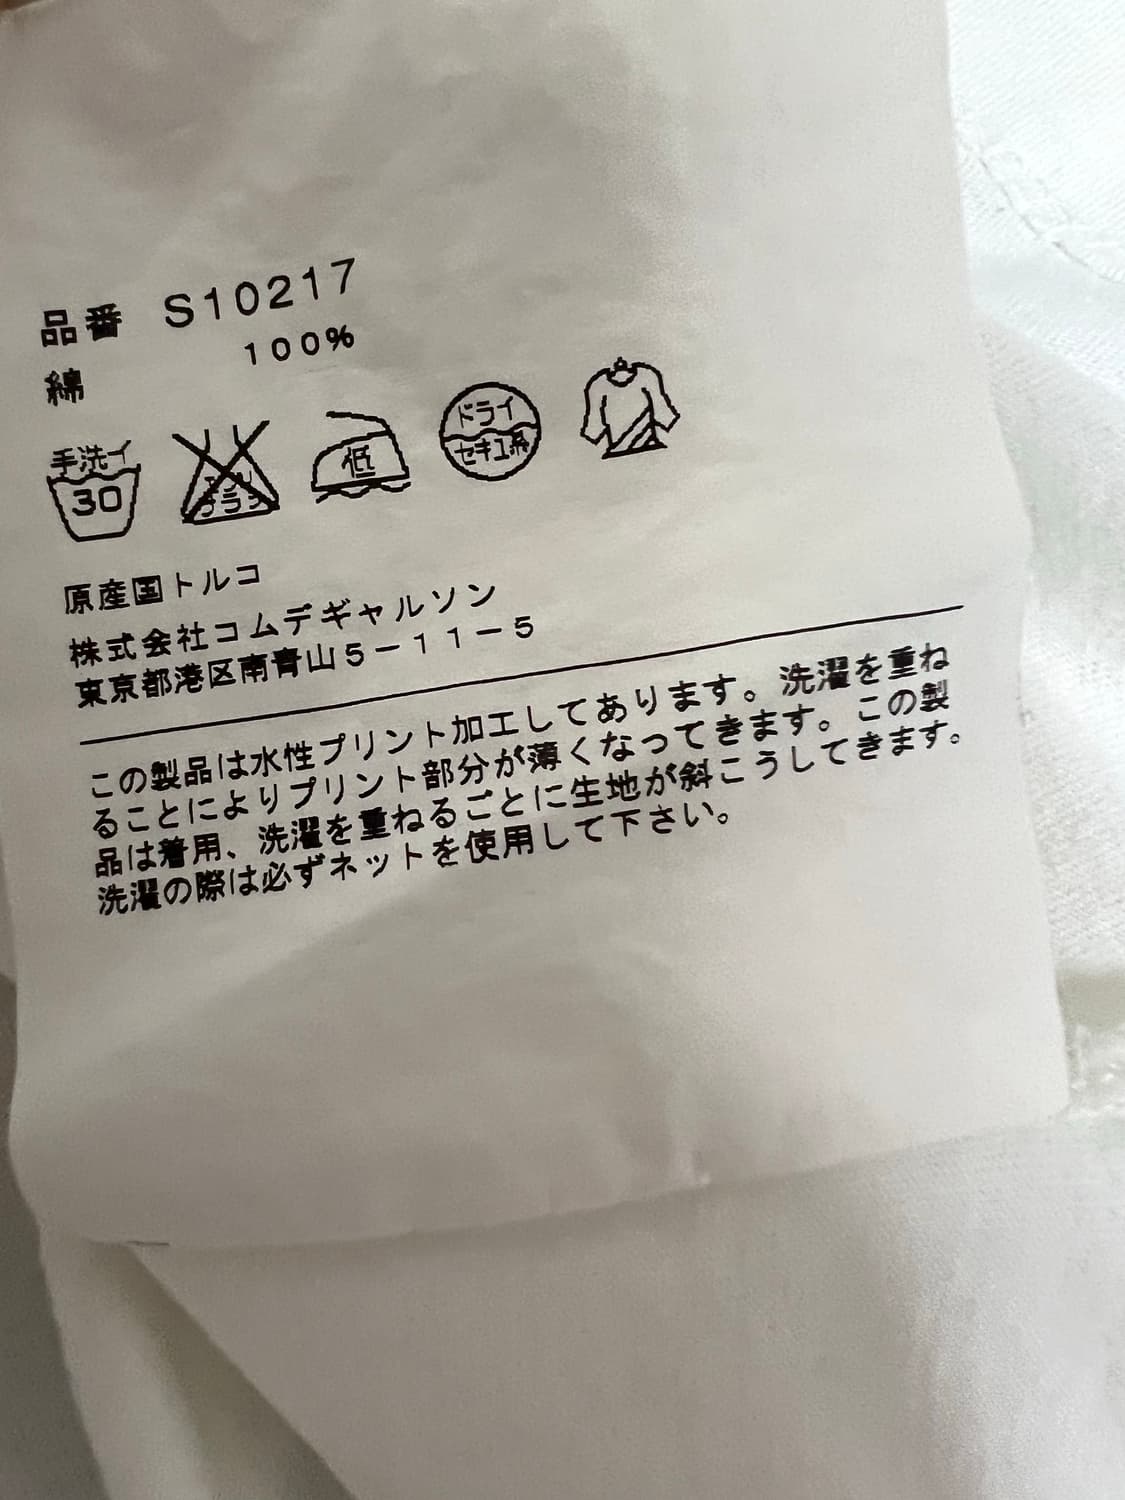 品番 S10217
綿 100%
手洗イ 30
エンソサラシ
低
ドライ
セキユ系
原産国トルコ
株式会社コムデギャルソン
東京都港区南青山5－11－5
この製品は水性プリント加工してあります。洗濯を重ね
ることによりプリント部分が薄くなってきます。この製
品は着用、洗濯を重ねるごとに生地が斜こうしてきます。
洗濯の際は必ずネットを使用して下さい。